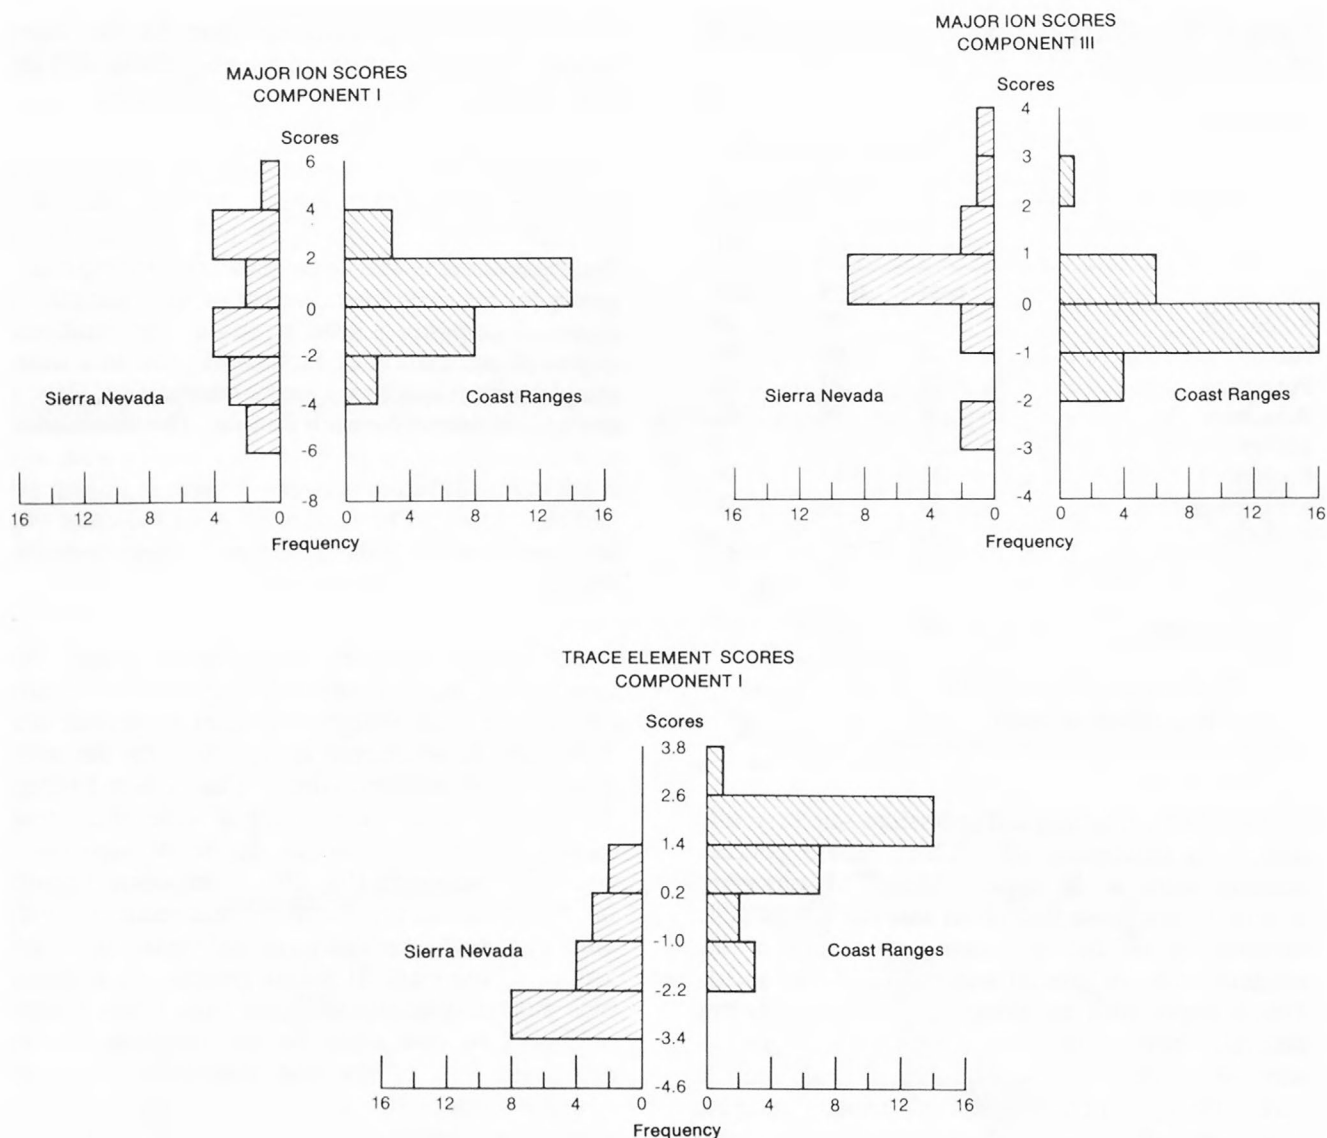 MAJOR ION SCORES
COMPONENT I
Scores
6
4
2
0
-2
-4
-6
-8
Sierra Nevada
Coast Ranges
16 12 8 4 0
0 4 8 12 16
Frequency
MAJOR ION SCORES
COMPONENT III
Scores
4
3
2
1
0
-1
-2
-3
-4
Sierra Nevada
Coast Ranges
16 12 8 4 0
0 4 8 12 16
Frequency
TRACE ELEMENT SCORES
COMPONENT I
Scores
3.8
2.6
1.4
0.2
-1.0
-2.2
-3.4
-4.6
Sierra Nevada
Coast Ranges
16 12 8 4 0
0 4 8 12 16
Frequency